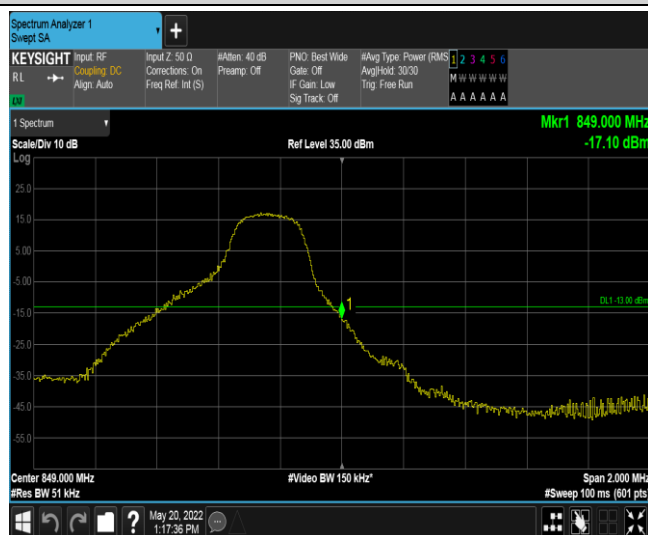 Spectrum Analyzer 1
Swept SA
KEYSIGHT
RL
LXI
Input: RF
Coupling: DC
Align: Auto
Input Z: 50 Ω
Corrections: On
Freq Ref: Int (S)
#Atten: 40 dB
Preamp: Off
PNO: Best Wide
Gate: Off
IF Gain: Low
Sig Track: Off
#Avg Type: Power (RMS
Avg|Hold: 30/30
Trig: Free Run
1 2 3 4 5 6
M W W W W W
A A A A A A
1 Spectrum
Mkr1 849.000 MHz
-17.10 dBm
Scale/Div 10 dB
Ref Level 35.00 dBm
Log
25.0
15.0
5.00
-5.00
-15.0
-25.0
-35.0
-45.0
-55.0
DL1 -13.00 dBm
1
Center 849.000 MHz
#Video BW 150 kHz*
Span 2.000 MHz
#Res BW 51 kHz
#Sweep 100 ms (601 pts)
?
May 20, 2022
1:17:36 PM